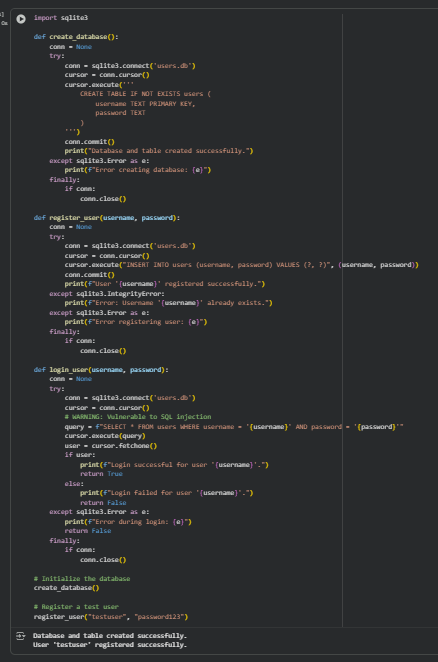 import sqlite3
def create_database():
    conn = None
    try:
        conn = sqlite3.connect('users.db')
        cursor = conn.cursor()
        cursor.execute('''
            CREATE TABLE IF NOT EXISTS users (
                username TEXT PRIMARY KEY,
                password TEXT
            )
        ''')
        conn.commit()
        print("Database and table created successfully.")
    except sqlite3.Error as e:
        print(f"Error creating database: {e}")
    finally:
        if conn:
            conn.close()
def register_user(username, password):
    conn = None
    try:
        conn = sqlite3.connect('users.db')
        cursor = conn.cursor()
        cursor.execute("INSERT INTO users (username, password) VALUES (?, ?)", (username, password))
        conn.commit()
        print(f"User '{username}' registered successfully.")
    except sqlite3.IntegrityError:
        print(f"Error: Username '{username}' already exists.")
    except sqlite3.Error as e:
        print(f"Error registering user: {e}")
    finally:
        if conn:
            conn.close()
def login_user(username, password):
    conn = None
    try:
        conn = sqlite3.connect('users.db')
        cursor = conn.cursor()
        # WARNING: Vulnerable to SQL injection
        query = f"SELECT * FROM users WHERE username = '{username}' AND password = '{password}'"
        cursor.execute(query)
        user = cursor.fetchone()
        if user:
            print(f"Login successful for user '{username}'.")
            return True
        else:
            print(f"Login failed for user '{username}'.")
            return False
    except sqlite3.Error as e:
        print(f"Error during login: {e}")
        return False
    finally:
        if conn:
            conn.close()
# Initialize the database
create_database()
# Register a test user
register_user("testuser", "password123")
Database and table created successfully.
User 'testuser' registered successfully.